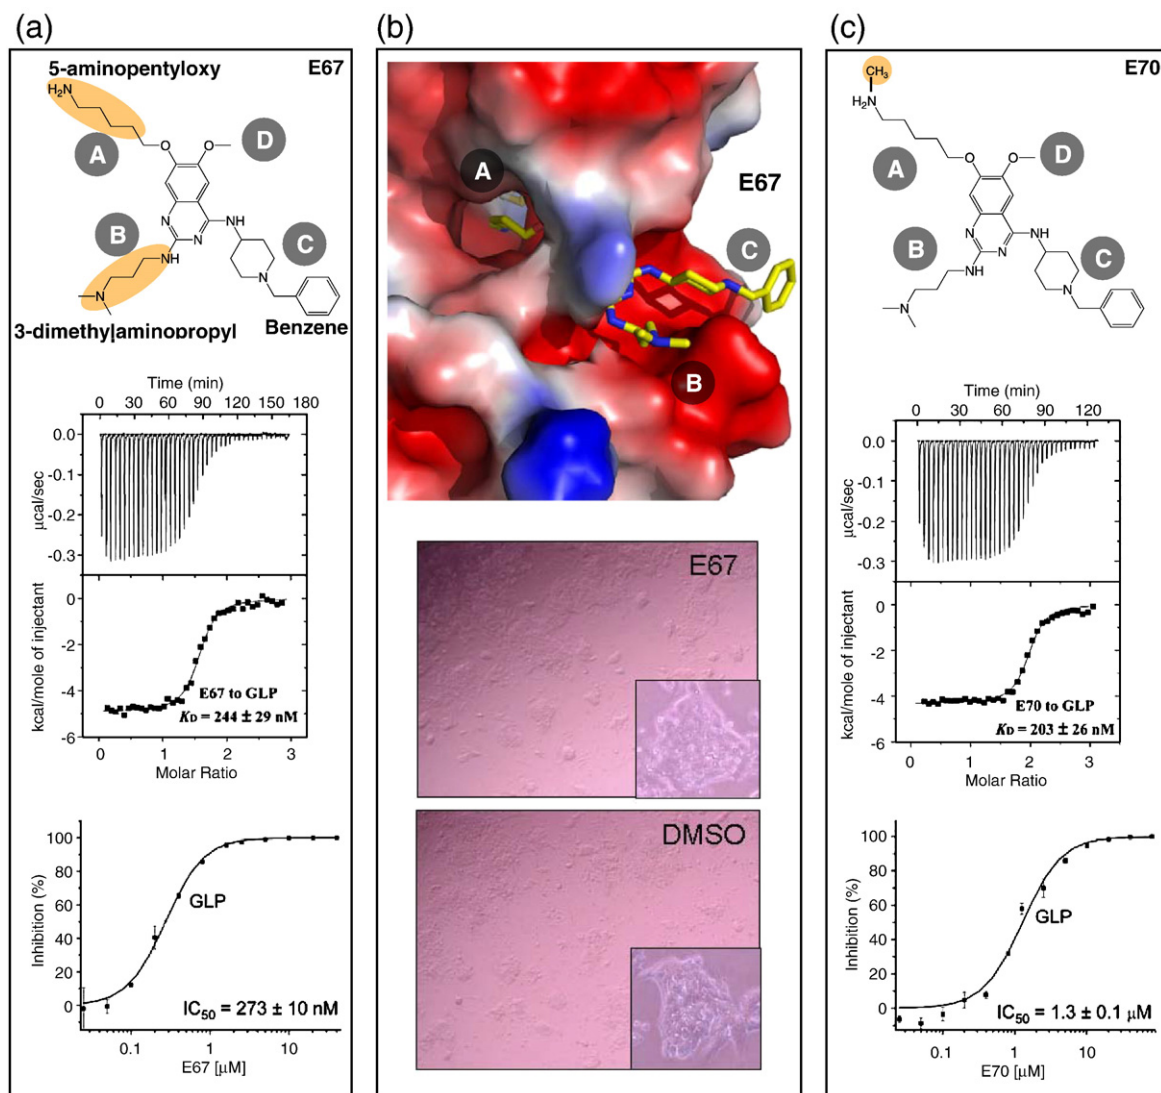 (a)
5-aminopentyloxy
E67
H₂N
A
D
O
O
B
N
N
NH
NH
C
N
N
3-dimethylaminopropyl
Benzene
Time (min)
0 30 60 90 120 150 180
0.0
-0.1
-0.2
-0.3
µcal/sec
0
-2
-4
-6
kcal/mole of injectant
E67 to GLP
KD = 244 ± 29 nM
0 1 2 3
Molar Ratio
100
80
60
40
20
0
Inhibition (%)
GLP
IC50 = 273 ± 10 nM
0.1 1 10
E67 [µM]
(b)
A
E67
C
B
E67
DMSO
(c)
CH₃
E70
H₂N
A
D
O
O
B
N
N
NH
NH
C
N
N
Time (min)
0 30 60 90 120
0.0
-0.1
-0.2
-0.3
µcal/sec
0
-2
-4
-6
kcal/mole of injectant
E70 to GLP
KD = 203 ± 26 nM
0 1 2 3
Molar Ratio
100
80
60
40
20
0
Inhibition (%)
GLP
IC50 = 1.3 ± 0.1 µM
0.1 1 10
E70 [µM]